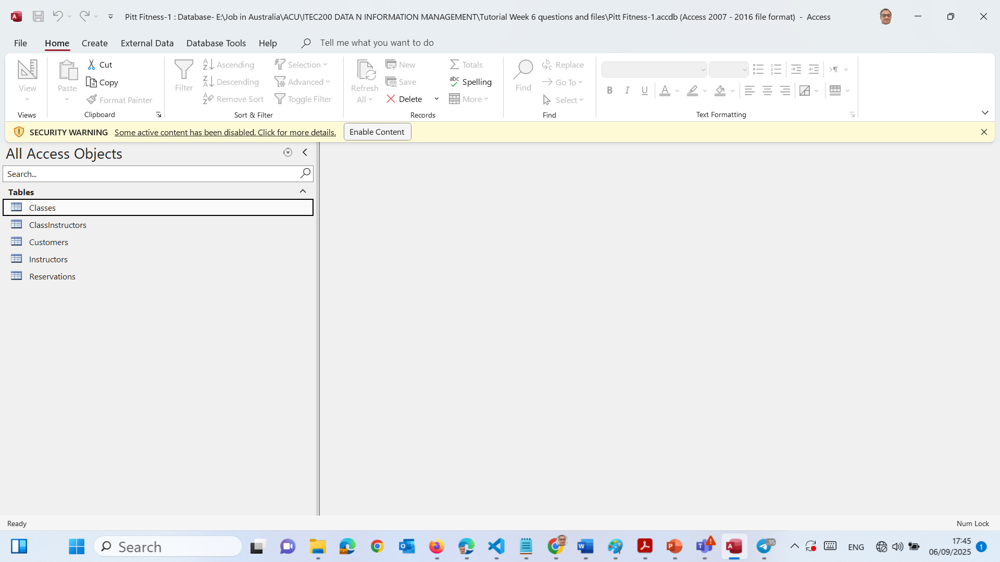 Pitt Fitness-1 : Database- E:\Job in Australia\ACU\ITEC200 DATA N INFORMATION MANAGEMENT\Tutorial Week 6 questions and files\Pitt Fitness-1.accdb (Access 2007 - 2016 file format) - Access
File Home Create External Data Database Tools Help Tell me what you want to do
View
Views
Paste
Cut
Copy
Format Painter
Clipboard
Filter
Ascending
Descending
Remove Sort
Selection
Advanced
Toggle Filter
Sort & Filter
Refresh
All
New
Save
Delete
Totals
Spelling
More
Records
Find
Replace
Go To
Select
Find
B I U A
Text Formatting
SECURITY WARNING Some active content has been disabled. Click for more details. Enable Content
All Access Objects
Search...
Tables
Classes
ClassInstructors
Customers
Instructors
Reservations
Ready Num Lock
Search
..95
ENG
17:45
06/09/2025
1